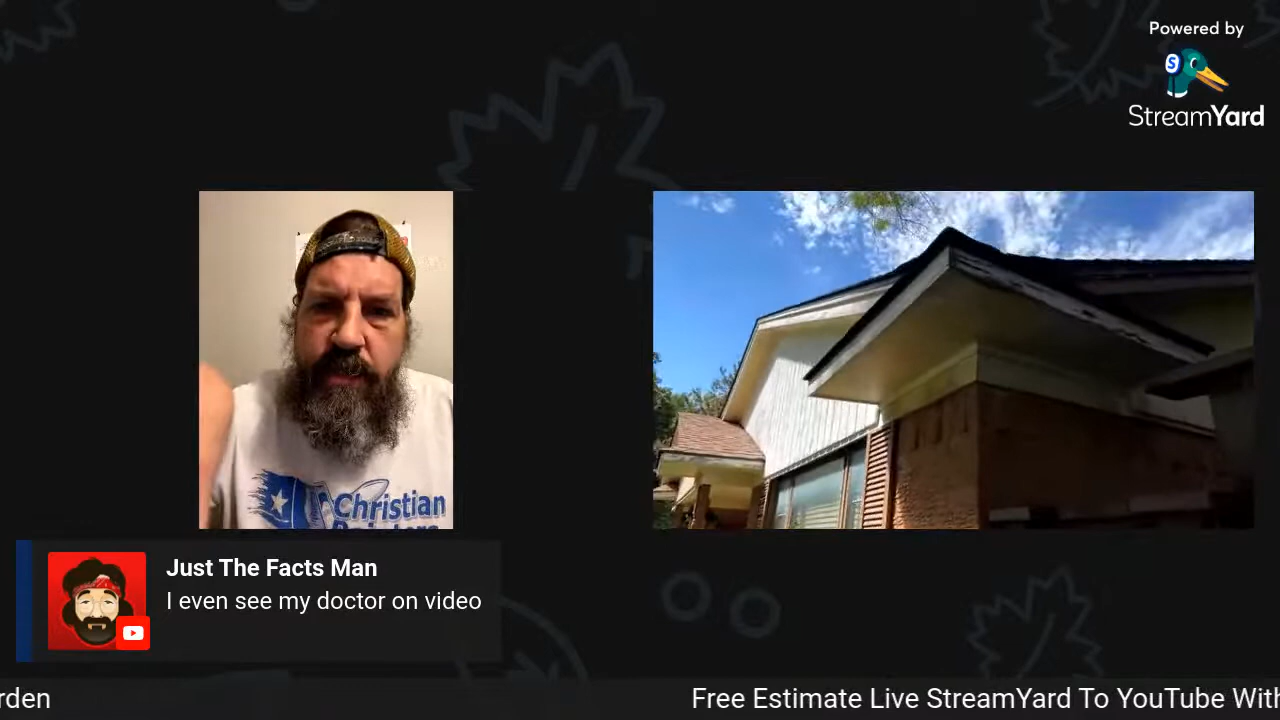 Powered by
StreamYard
Christian
Just The Facts Man
I even see my doctor on video
rden
Free Estimate Live StreamYard To YouTube With